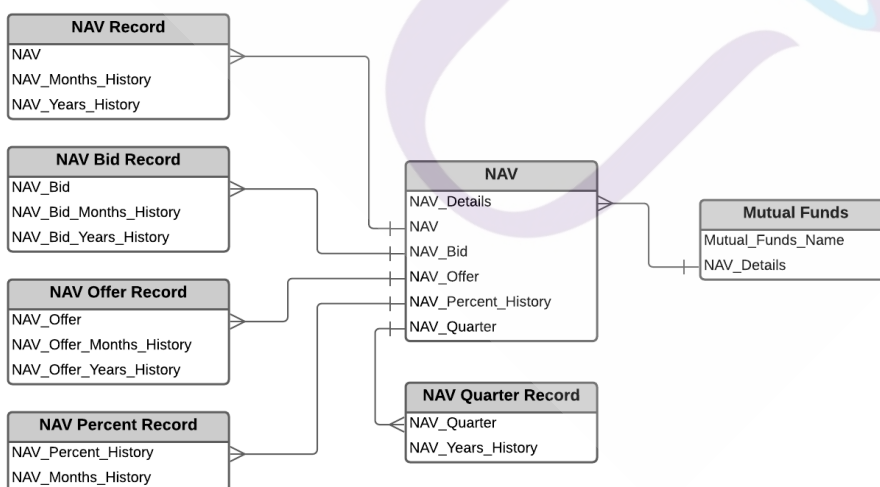 NAV Record
NAV
NAV_Months_History
NAV_Years_History
NAV Bid Record
NAV_Bid
NAV_Bid_Months_History
NAV_Bid_Years_History
NAV Offer Record
NAV_Offer
NAV_Offer_Months_History
NAV_Offer_Years_History
NAV Percent Record
NAV_Percent_History
NAV_Months_History
NAV
NAV_Details
NAV
NAV_Bid
NAV_Offer
NAV_Percent_History
NAV_Quarter
NAV Quarter Record
NAV_Quarter
NAV_Years_History
Mutual Funds
Mutual_Funds_Name
NAV_Details